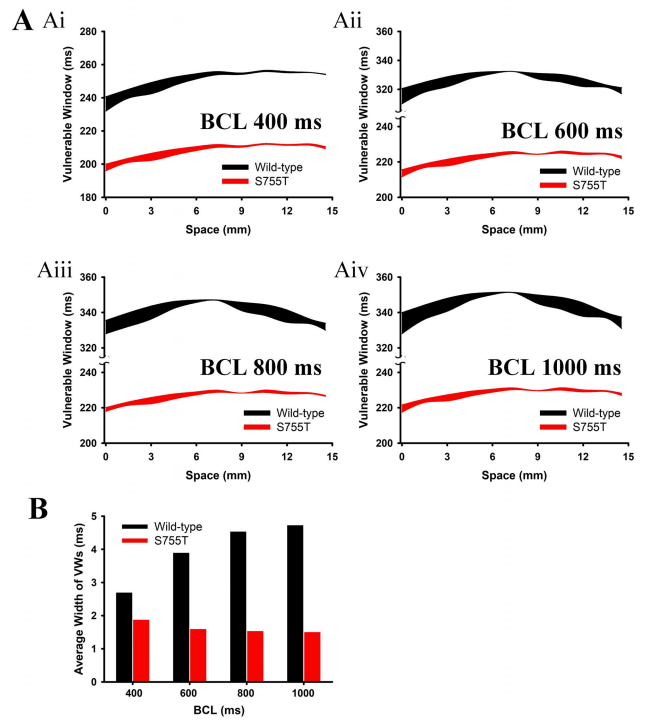 A Ai
Aii
280
260
240
220
200
180
Vulnerable Window (ms)
BCL 400 ms
Wild-type
S755T
0 3 6 9 12 15
Space (mm)
360
340
320
240
220
200
Vulnerable Window (ms)
BCL 600 ms
Wild-type
S755T
0 3 6 9 12 15
Space (mm)
Aiii
Aiv
360
340
320
240
220
200
Vulnerable Window (ms)
BCL 800 ms
Wild-type
S755T
0 3 6 9 12 15
Space (mm)
360
340
320
240
220
200
Vulnerable Window (ms)
BCL 1000 ms
Wild-type
S755T
0 3 6 9 12 15
Space (mm)
B
5
4
3
2
1
0
Average Width of VWs (ms)
Wild-type
S755T
400 600 800 1000
BCL (ms)